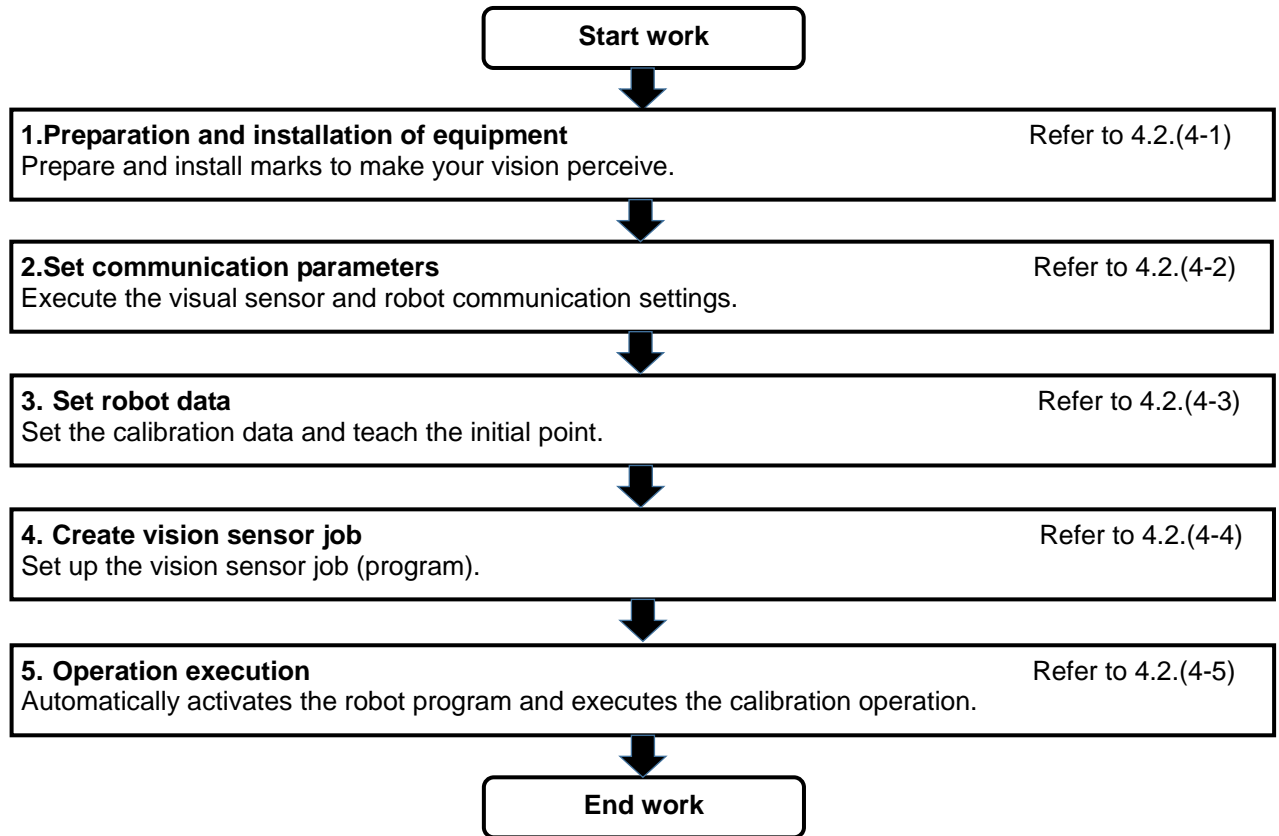 Start work
1.Preparation and installation of equipment Refer to 4.2.(4-1)
Prepare and install marks to make your vision perceive.
2.Set communication parameters Refer to 4.2.(4-2)
Execute the visual sensor and robot communication settings.
3. Set robot data Refer to 4.2.(4-3)
Set the calibration data and teach the initial point.
4. Create vision sensor job Refer to 4.2.(4-4)
Set up the vision sensor job (program).
5. Operation execution Refer to 4.2.(4-5)
Automatically activates the robot program and executes the calibration operation.
End work